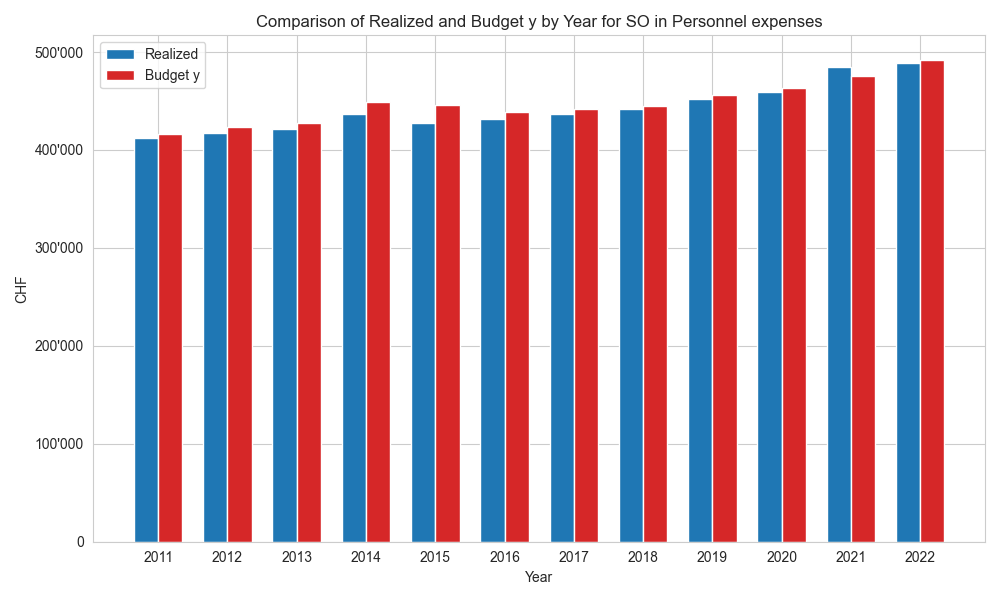 Comparison of Realized and Budget y by Year for SO in Personnel expenses
Realized
Budget y
500'000
400'000
300'000
200'000
100'000
0
CHF
2011 2012 2013 2014 2015 2016 2017 2018 2019 2020 2021 2022
Year